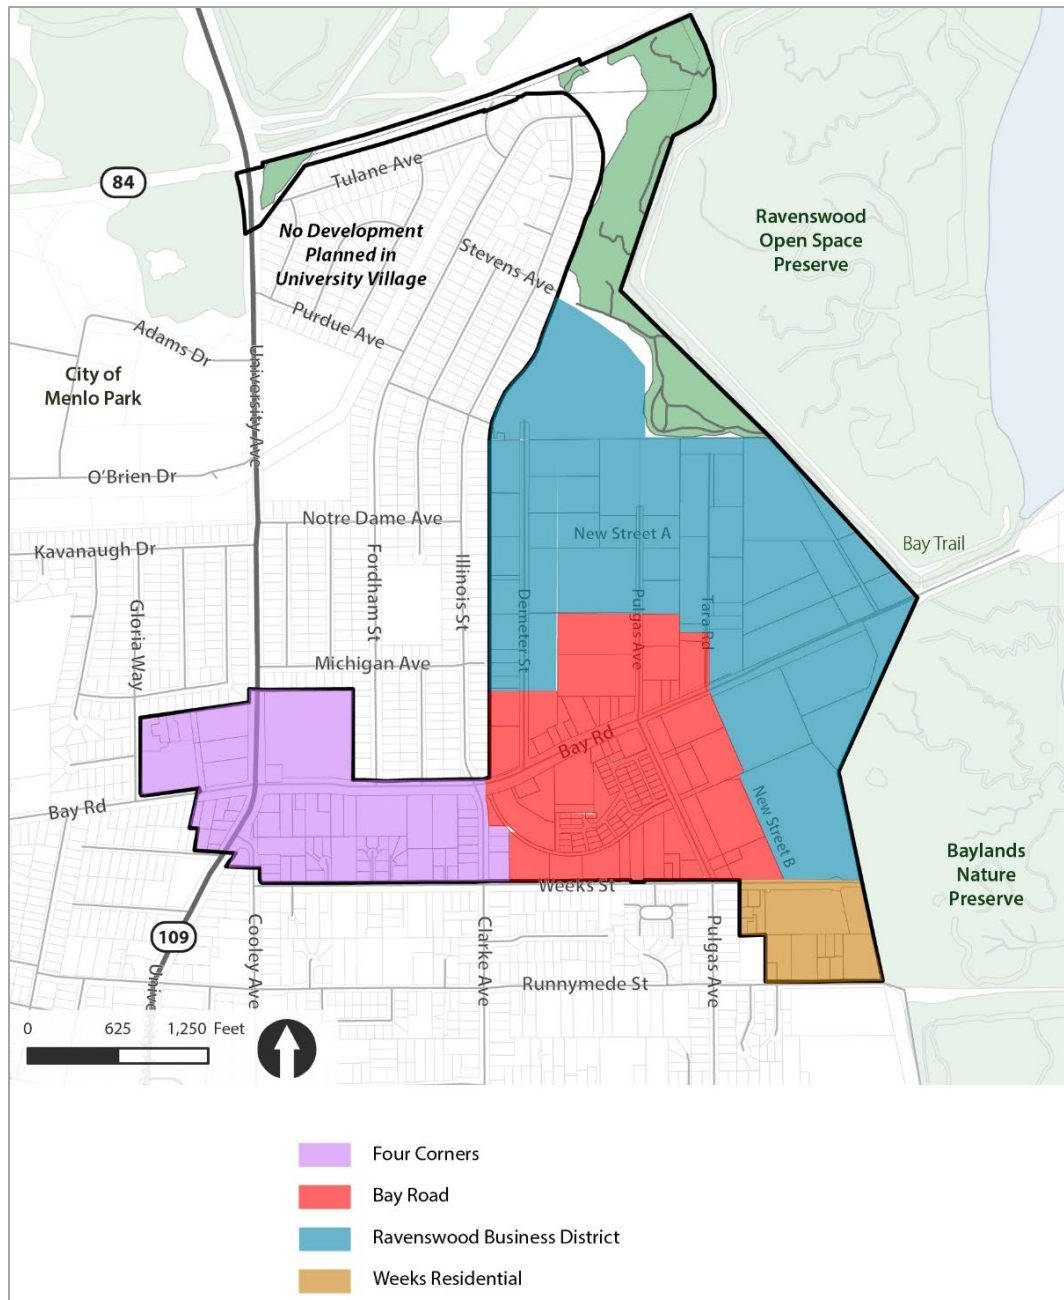 84
Tulane Ave
No Development
Planned in
University Village
Stevens Ave
Purdue Ave
Ravenswood
Open Space
Preserve
Adams Dr
University Ave
City of
Menlo Park
O'Brien Dr
Notre Dame Ave
Kavanaugh Dr
Fordham St
Illinois St
New Street A
Bay Trail
Gloria Way
Demeter St
Pulgas Ave
Tara Rd
Michigan Ave
Bay Rd
Bay Rd
New Street B
Baylands
Nature
Preserve
Weeks St
109
Cooley Ave
Clarke Ave
Pulgas Ave
Unive
Runnymede St
0 625 1,250 Feet
Four Corners
Bay Road
Ravenswood Business District
Weeks Residential